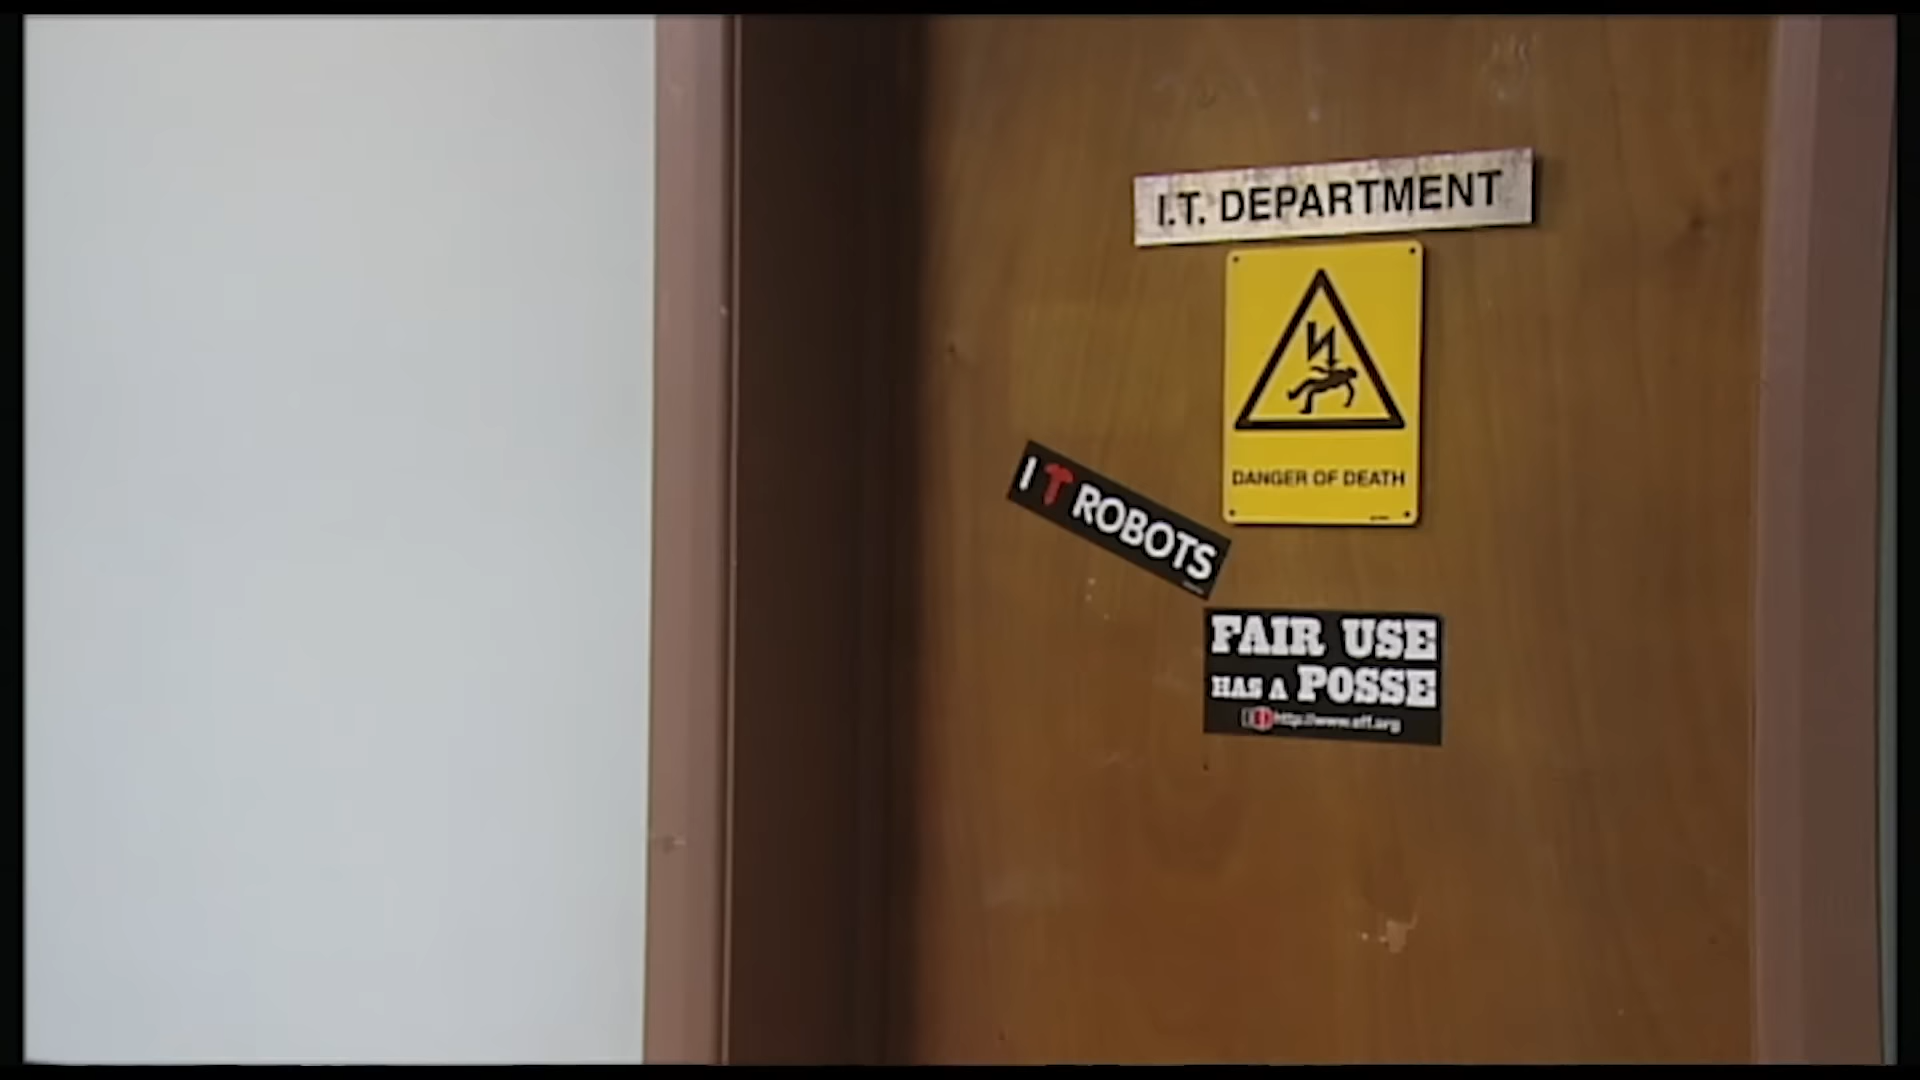 I.T. DEPARTMENT
DANGER OF DEATH
I T ROBOTS
FAIR USE
HAS A POSSE
http://www.eff.org